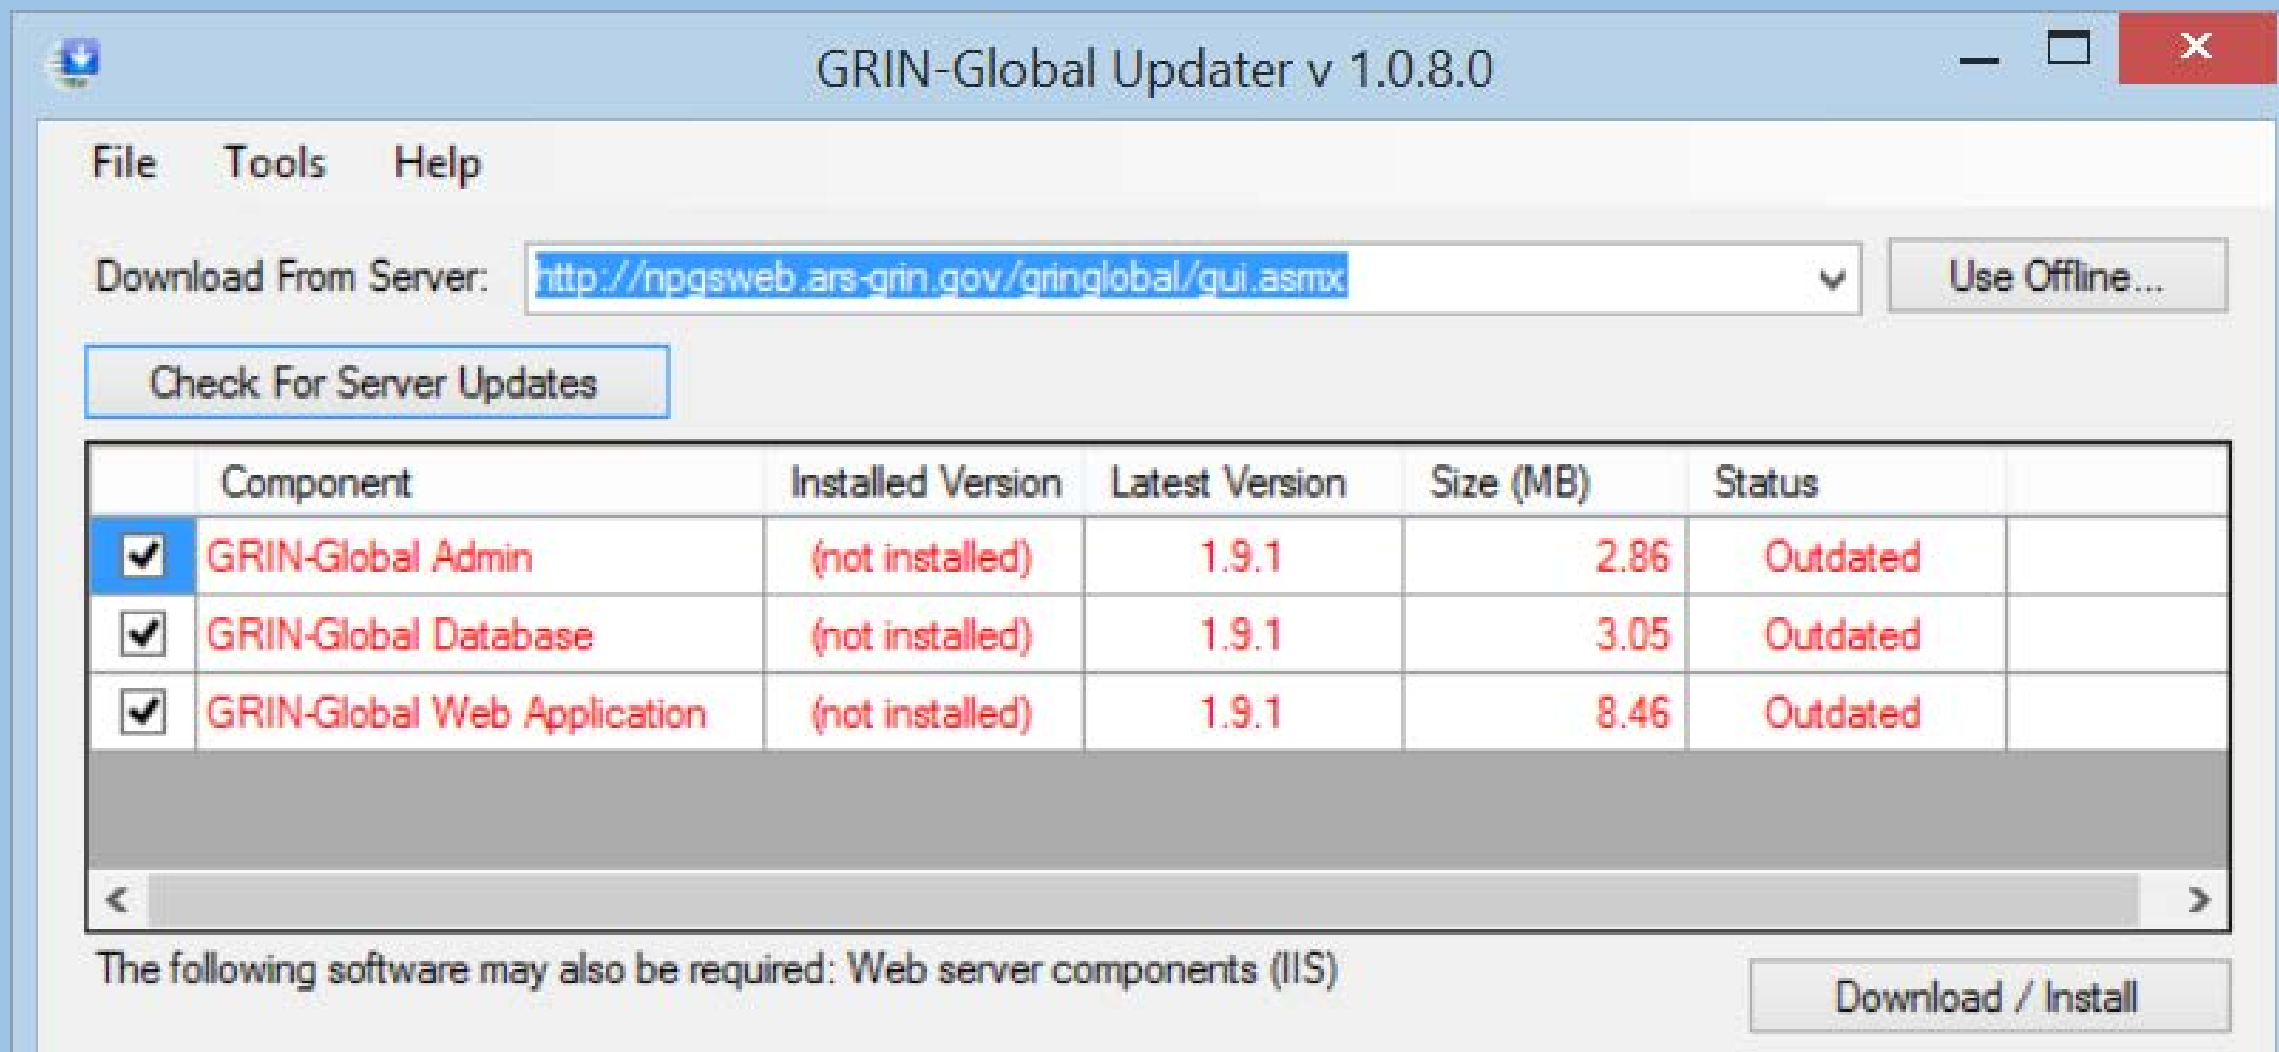 GRIN-Global Updater v 1.0.8.0
File Tools Help
Download From Server: http://npgsweb.ars-grin.gov/gringlobal/gui.asmx Use Offline...
Check For Server Updates
Component Installed Version Latest Version Size (MB) Status
GRIN-Global Admin (not installed) 1.9.1 2.86 Outdated
GRIN-Global Database (not installed) 1.9.1 3.05 Outdated
GRIN-Global Web Application (not installed) 1.9.1 8.46 Outdated
The following software may also be required: Web server components (IIS)
Download / Install